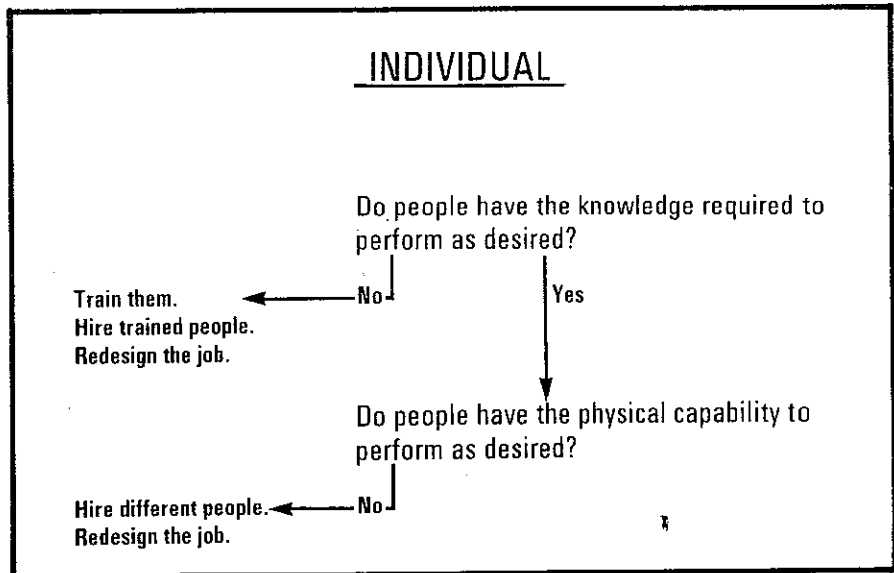 INDIVIDUAL
Do people have the knowledge required to
perform as desired?
No
Yes
Train them.
Hire trained people.
Redesign the job.
Do people have the physical capability to
perform as desired?
No
Hire different people.
Redesign the job.